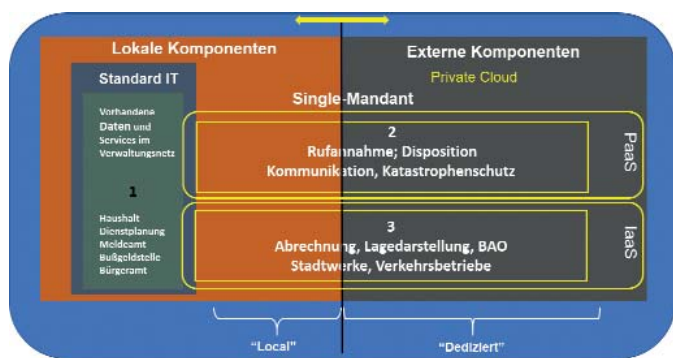 Lokale Komponenten
Externe Komponenten
Standard IT
Private Cloud
Single-Mandant
Vorhandene
Daten und
Services im
Verwaltungsnetz
1
Haushalt
Dienstplanung
Meldeamt
Bußgeldstelle
Bürgeramt
2
Rufannahme; Disposition
Kommunikation, Katastrophenschutz
PaaS
3
Abrechnung, Lagedarstellung, BAO
Stadtwerke, Verkehrsbetriebe
IaaS
"Local"
"Dediziert"